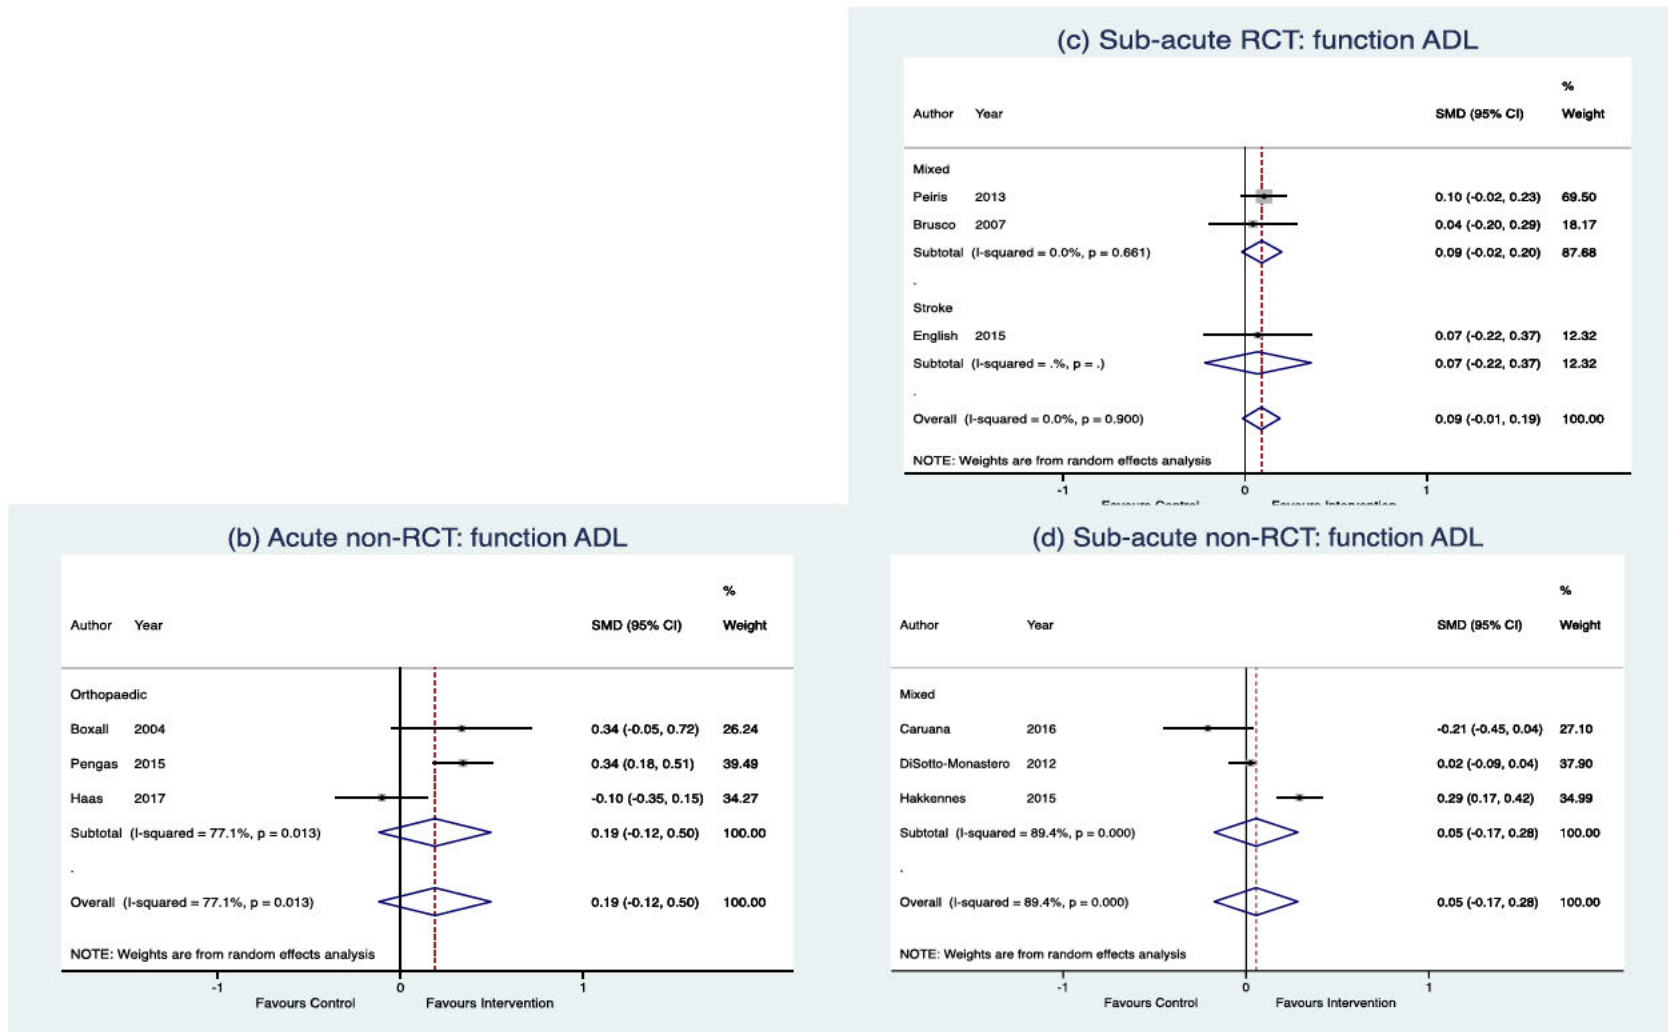 (c) Sub-acute RCT: function ADL
%
Author Year SMD (95% CI) Weight
Mixed
Peiris 2013 0.10 (-0.02, 0.23) 69.50
Brusco 2007 0.04 (-0.20, 0.29) 18.17
Subtotal (I-squared = 0.0%, p = 0.661) 0.09 (-0.02, 0.20) 87.68
.
Stroke
English 2015 0.07 (-0.22, 0.37) 12.32
Subtotal (I-squared = .%, p = .) 0.07 (-0.22, 0.37) 12.32
.
Overall (I-squared = 0.0%, p = 0.900) 0.09 (-0.01, 0.19) 100.00
NOTE: Weights are from random effects analysis
-1 0 1
Favours Control Favours Intervention
(b) Acute non-RCT: function ADL
%
Author Year SMD (95% CI) Weight
Orthopaedic
Boxall 2004 0.34 (-0.05, 0.72) 26.24
Pengas 2015 0.34 (0.18, 0.51) 39.49
Haas 2017 -0.10 (-0.35, 0.15) 34.27
Subtotal (I-squared = 77.1%, p = 0.013) 0.19 (-0.12, 0.50) 100.00
.
Overall (I-squared = 77.1%, p = 0.013) 0.19 (-0.12, 0.50) 100.00
NOTE: Weights are from random effects analysis
-1 0 1
Favours Control Favours Intervention
(d) Sub-acute non-RCT: function ADL
%
Author Year SMD (95% CI) Weight
Mixed
Caruana 2016 -0.21 (-0.45, 0.04) 27.10
DiSotto-Monastero 2012 0.02 (-0.09, 0.04) 37.90
Hakkennes 2015 0.29 (0.17, 0.42) 34.99
Subtotal (I-squared = 89.4%, p = 0.000) 0.05 (-0.17, 0.28) 100.00
.
Overall (I-squared = 89.4%, p = 0.000) 0.05 (-0.17, 0.28) 100.00
NOTE: Weights are from random effects analysis
-1 0 1
Favours Control Favours Intervention